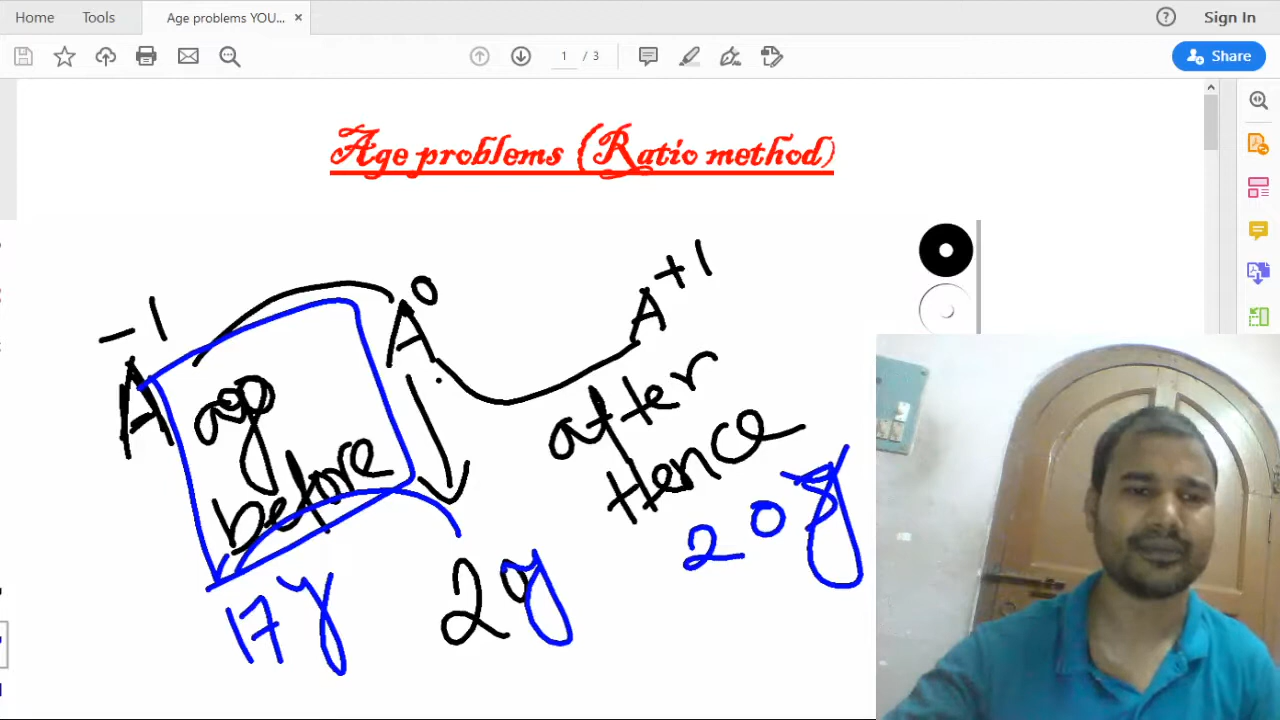 Home Tools Age problems YOU... × Sign In
1 / 3 Share
Age problems (Ratio method)
A⁻¹ A⁰ A⁺¹
ago after
before Hence
17y 20y